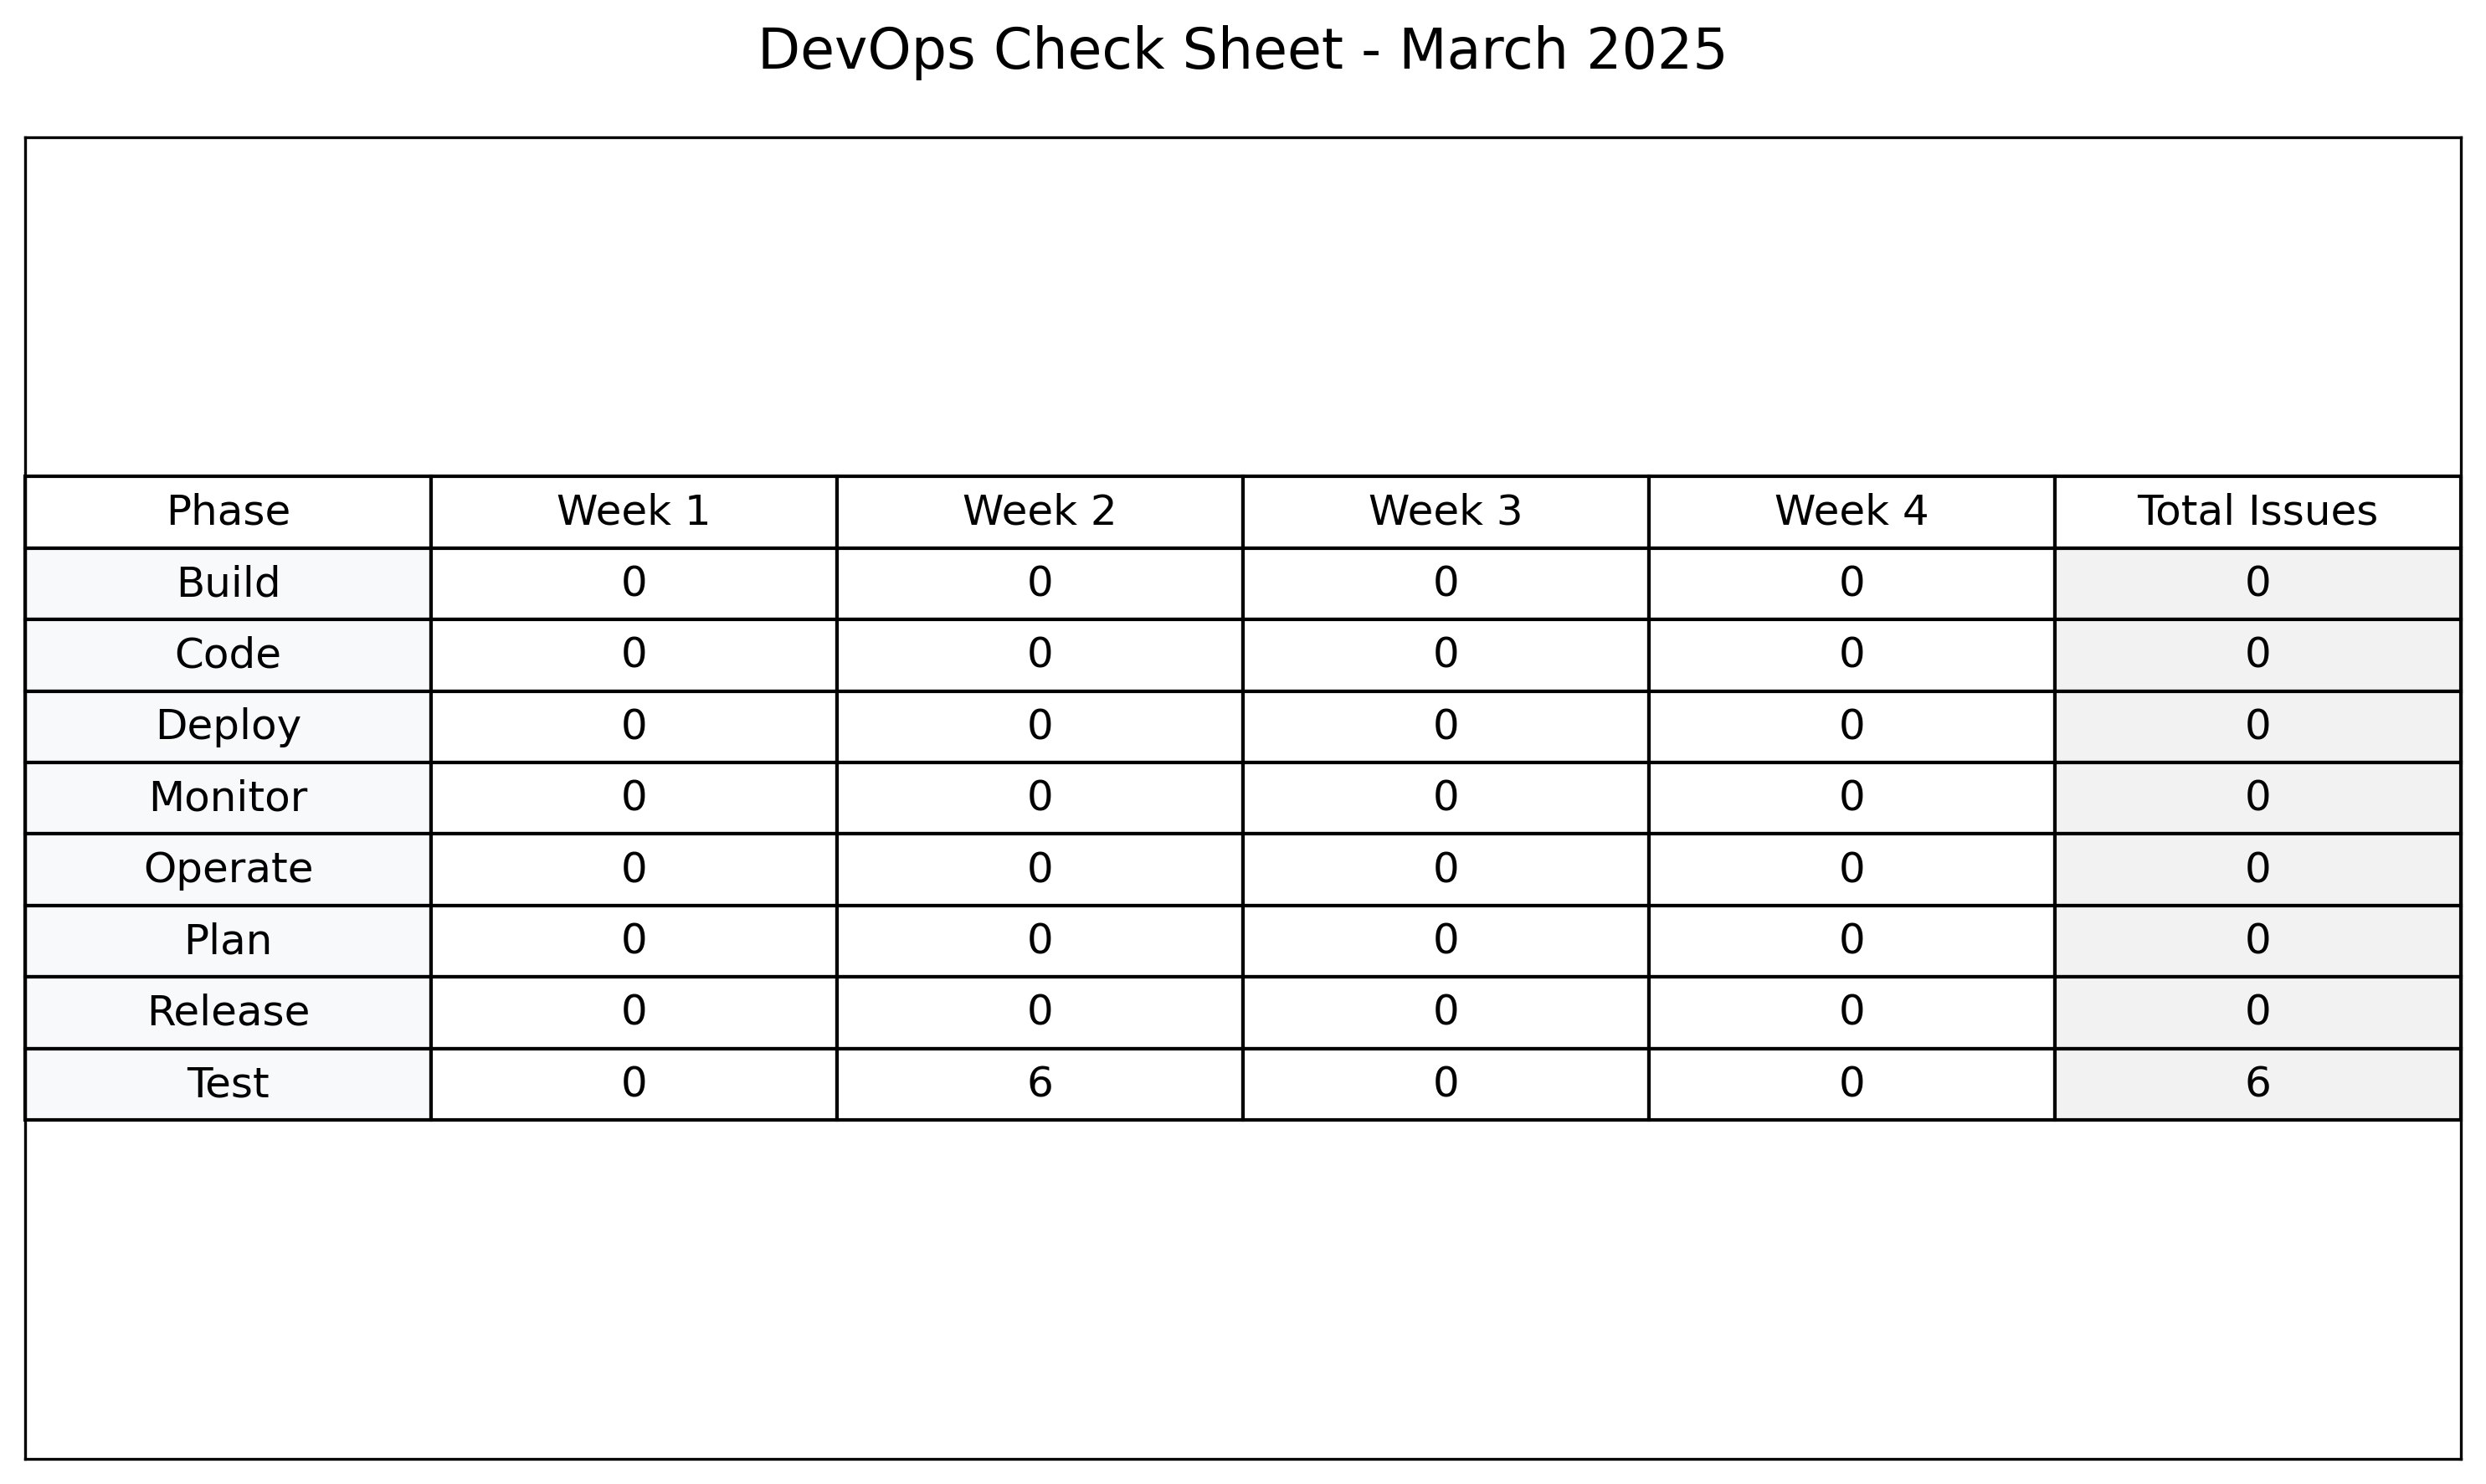 DevOps Check Sheet - March 2025
Phase Week 1 Week 2 Week 3 Week 4 Total Issues
Build 0 0 0 0 0
Code 0 0 0 0 0
Deploy 0 0 0 0 0
Monitor 0 0 0 0 0
Operate 0 0 0 0 0
Plan 0 0 0 0 0
Release 0 0 0 0 0
Test 0 6 0 0 6